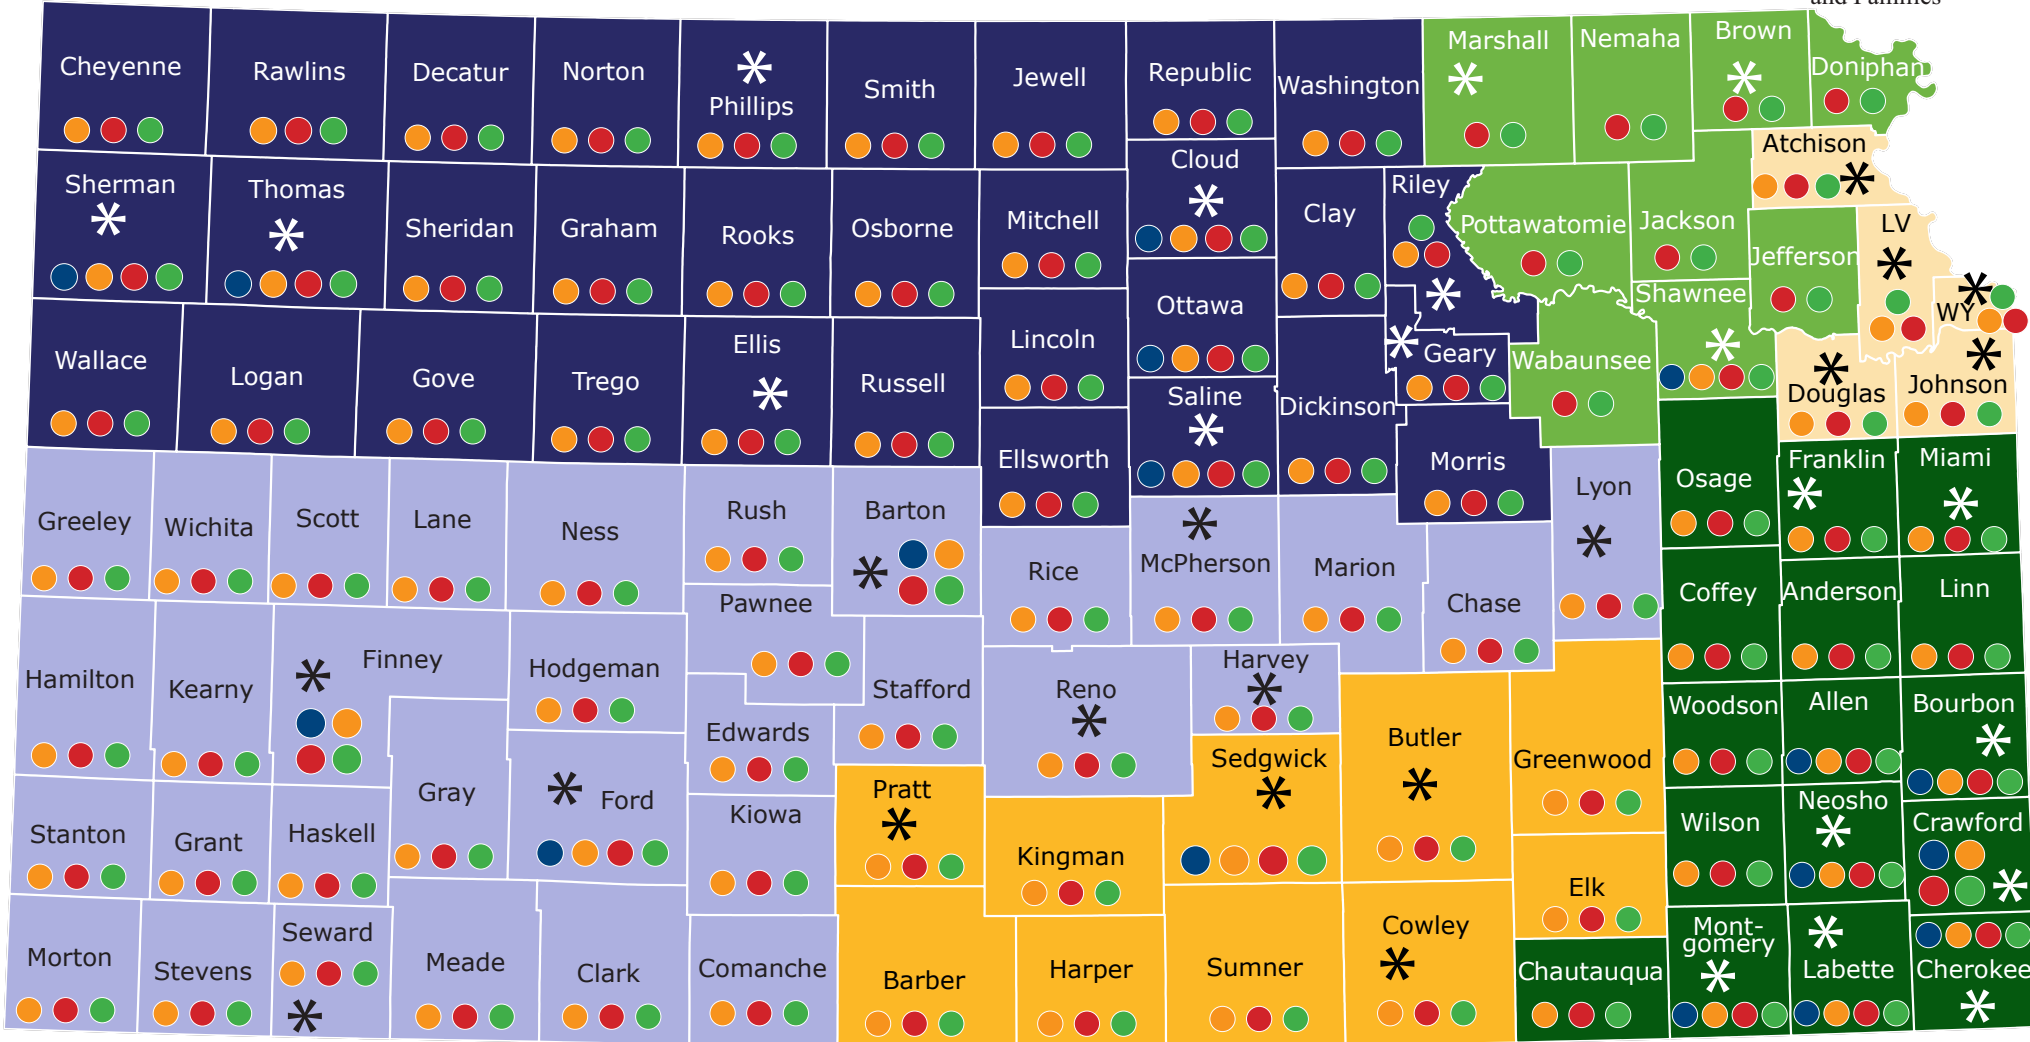 and Families
Cheyenne
Rawlins
Decatur
Norton
*
Phillips
Smith
Jewell
Republic
Washington
Marshall
*
Nemaha
Brown
*
Doniphan
Sherman
*
Thomas
*
Sheridan
Graham
Rooks
Osborne
Mitchell
Cloud
*
Clay
Riley
*
Pottawatomie
Jackson
Atchison
*
Jefferson
LV
*
WY
*
Wallace
Logan
Gove
Trego
Ellis
*
Russell
Lincoln
Ottawa
Saline
*
Dickinson
*
Geary
Wabaunsee
Shawnee
*
*
Douglas
*
Johnson
Ellsworth
Morris
Greeley
Wichita
Scott
Lane
Ness
Rush
Barton
*
Rice
*
McPherson
Marion
Chase
Lyon
*
Osage
Franklin
*
Miami
*
Pawnee
Coffey
Anderson
Linn
Hamilton
Kearny
Finney
*
Hodgeman
Stafford
Reno
*
Harvey
*
Edwards
Sedgwick
*
Butler
*
Greenwood
Woodson
Allen
Bourbon
*
Gray
Ford
*
Kiowa
Pratt
*
Kingman
Stanton
Grant
Haskell
Elk
Wilson
Neosho
*
Crawford
*
Morton
Stevens
Seward
*
Meade
Clark
Comanche
Barber
Harper
Sumner
Cowley
*
Chautauqua
Mont-
gomery
*
*
Labette
Cherokee
*